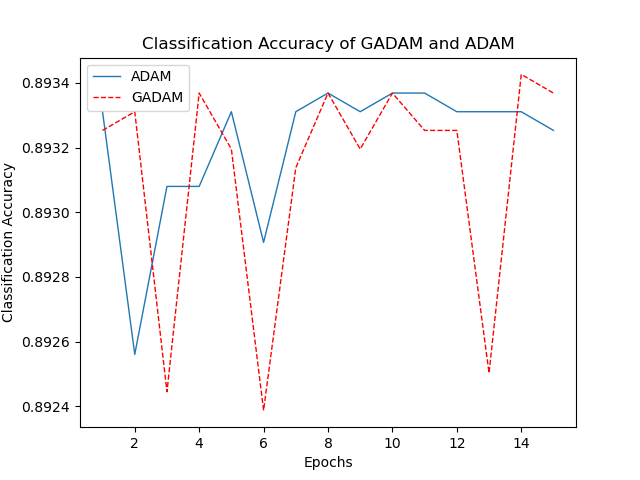 Classification Accuracy of GADAM and ADAM
ADAM
GADAM
0.8934
0.8932
0.8930
0.8928
0.8926
0.8924
Classification Accuracy
2 4 6 8 10 12 14
Epochs